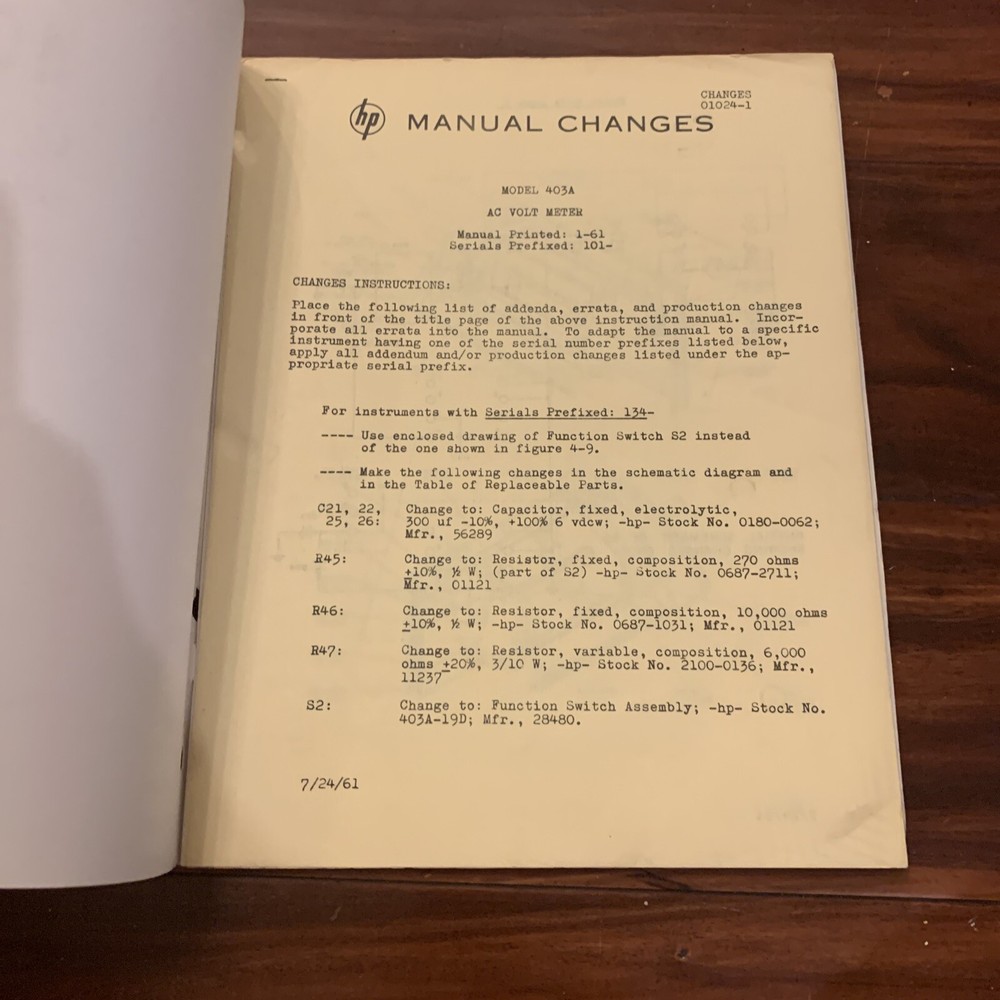 CHANGES
01024-1
hp MANUAL CHANGES
MODEL 403A
AC VOLT METER
Manual Printed: 1-61
Serials Prefixed: 101-
CHANGES INSTRUCTIONS:
Place the following list of addenda, errata, and production changes
in front of the title page of the above instruction manual. Incor-
porate all errata into the manual. To adapt the manual to a specific
instrument having one of the serial number prefixes listed below,
apply all addendum and/or production changes listed under the ap-
propriate serial prefix.
For instruments with Serials Prefixed: 134-
---- Use enclosed drawing of Function Switch S2 instead
of the one shown in figure 4-9.
---- Make the following changes in the schematic diagram and
in the Table of Replaceable Parts.
C21, 22, Change to: Capacitor, fixed, electrolytic,
25, 26: 300 uf -10%, +100% 6 vdcw; -hp- Stock No. 0180-0062;
Mfr., 56289
R45: Change to: Resistor, fixed, composition, 270 ohms
±10%, ½ W; (part of S2) -hp- Stock No. 0687-2711;
Mfr., 01121
R46: Change to: Resistor, fixed, composition, 10,000 ohms
±10%, ½ W; -hp- Stock No. 0687-1031; Mfr., 01121
R47: Change to: Resistor, variable, composition, 6,000
ohms ±20%, 3/10 W; -hp- Stock No. 2100-0136; Mfr.,
11237
S2: Change to: Function Switch Assembly; -hp- Stock No.
403A-19D; Mfr., 28480.
7/24/61